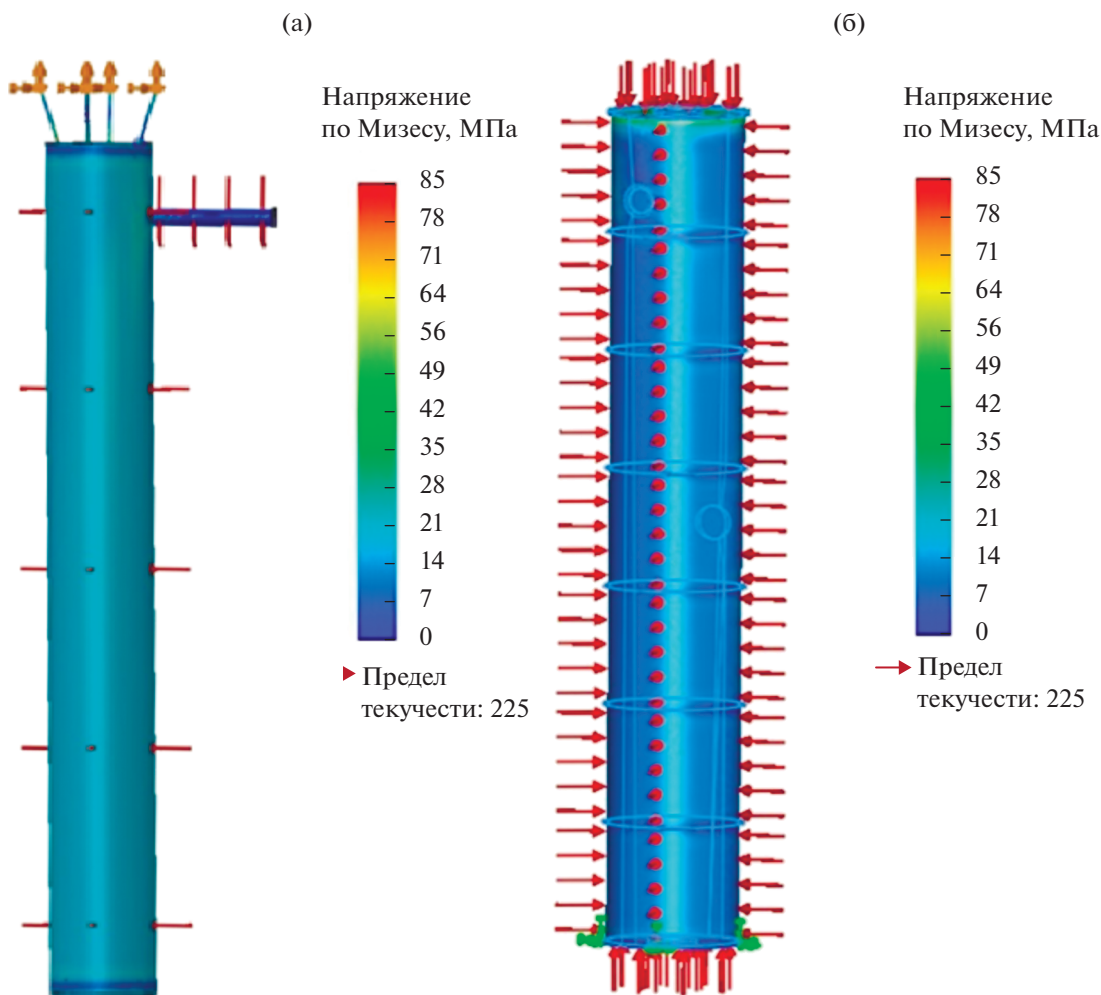 (а)
(б)
Напряжение
по Мизесу, МПа
85
78
71
64
56
49
42
35
28
21
14
7
0
Предел
текучести: 225
Напряжение
по Мизесу, МПа
85
78
71
64
56
49
42
35
28
21
14
7
0
Предел
текучести: 225